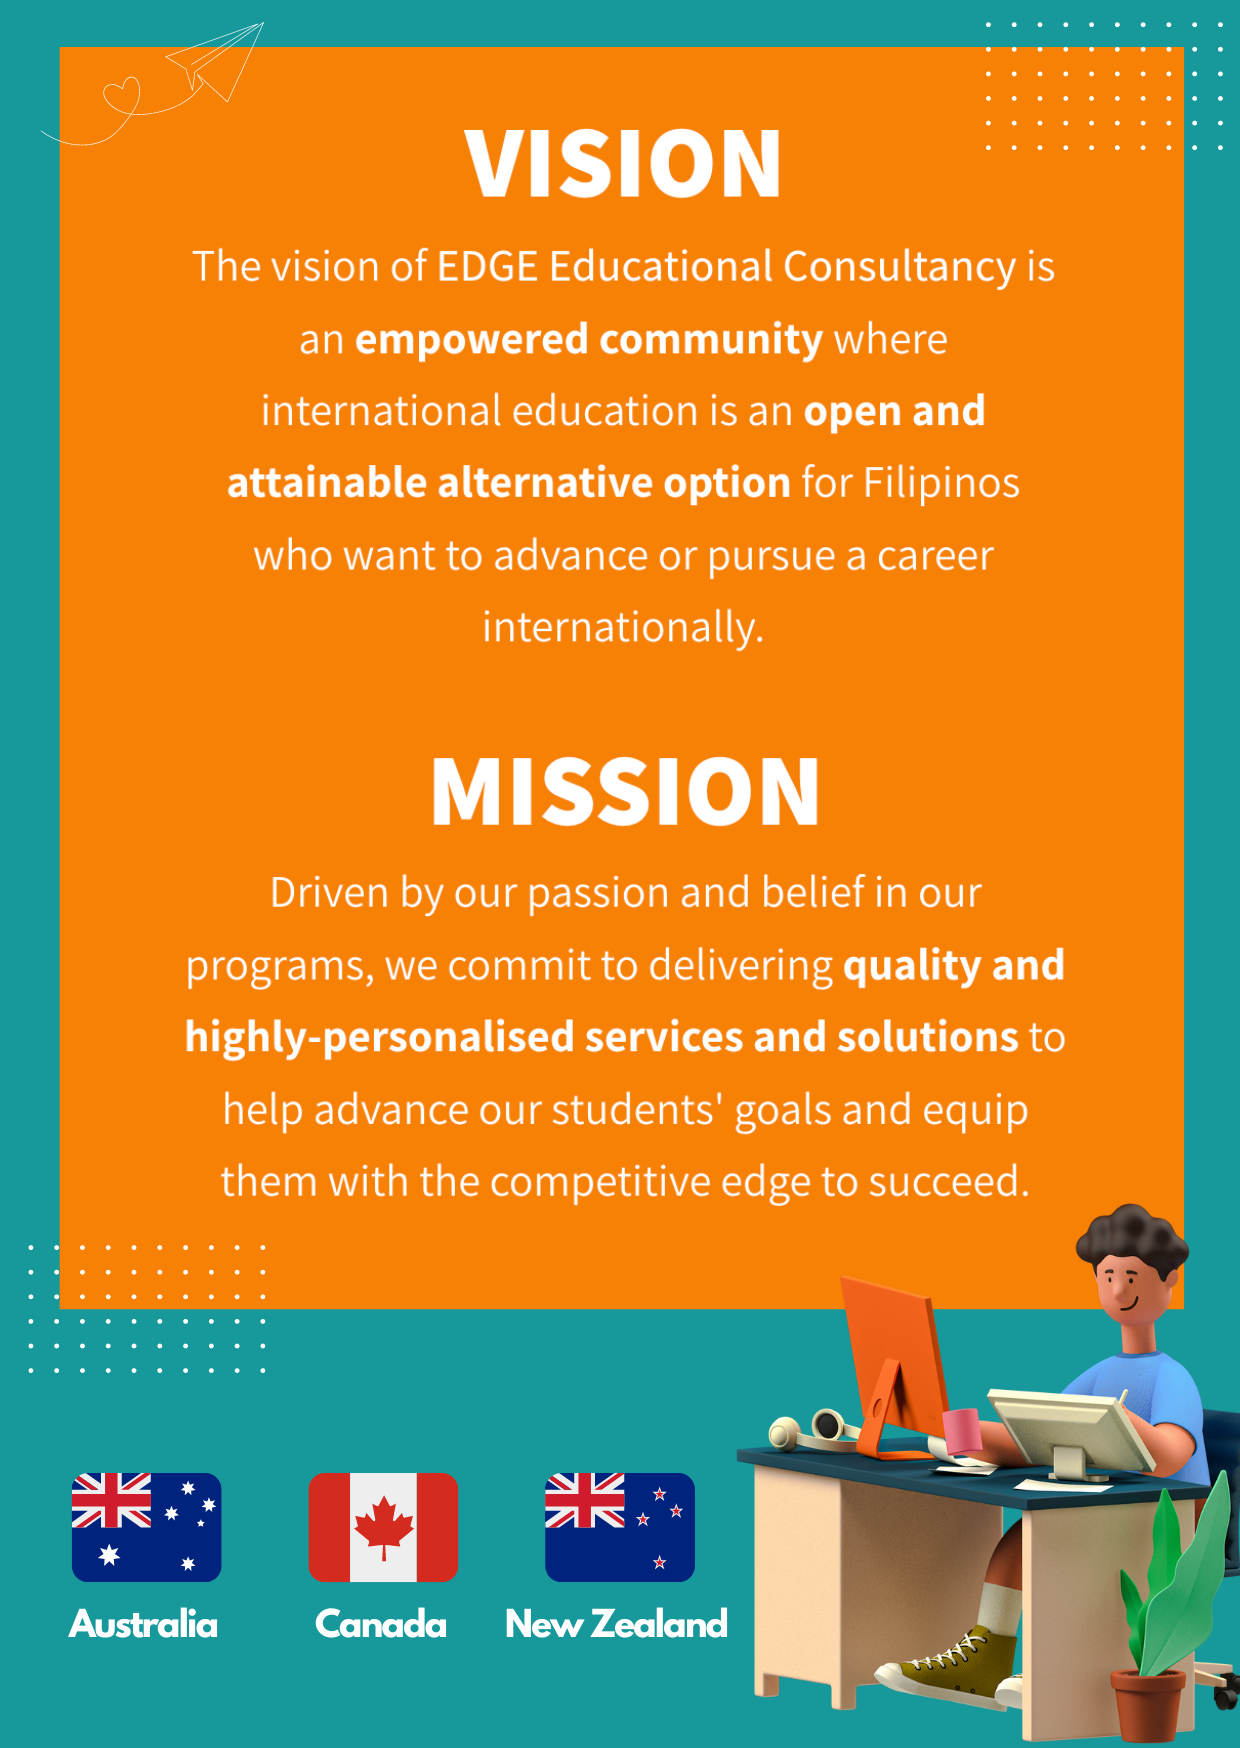 VISION
The vision of EDGE Educational Consultancy is
an empowered community where
international education is an open and
attainable alternative option for Filipinos
who want to advance or pursue a career
internationally.
MISSION
Driven by our passion and belief in our
programs, we commit to delivering quality and
highly-personalised services and solutions to
help advance our students' goals and equip
them with the competitive edge to succeed.
Australia
Canada
New Zealand